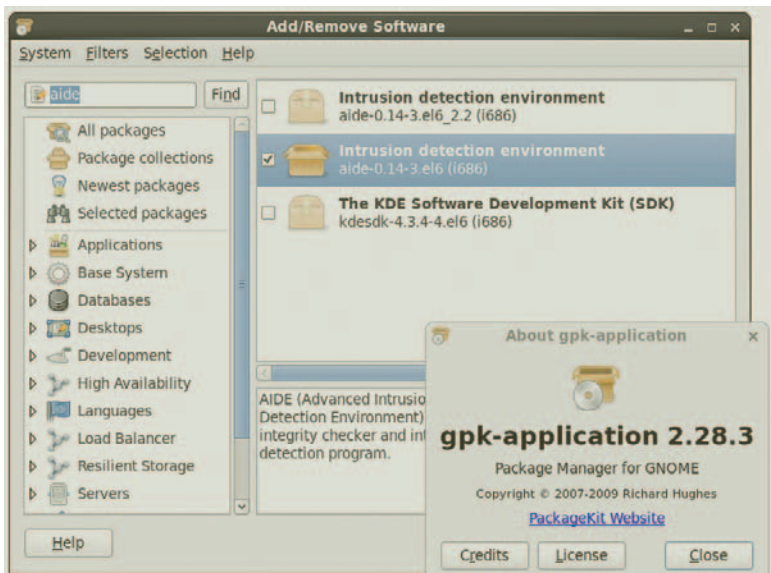 Add/Remove Software
System Filters Selection Help
aide
Find
All packages
Package collections
Newest packages
Selected packages
Applications
Base System
Databases
Desktops
Development
High Availability
Languages
Load Balancer
Resilient Storage
Servers
Help
Intrusion detection environment
aide-0.14-3.el6_2.2 (i686)
Intrusion detection environment
aide-0.14-3.el6 (i686)
The KDE Software Development Kit (SDK)
kdesdk-4.3.4-4.el6 (i686)
AIDE (Advanced Intrusio
Detection Environment)
integrity checker and int
detection program.
About gpk-application
gpk-application 2.28.3
Package Manager for GNOME
Copyright © 2007-2009 Richard Hughes
PackageKit Website
Credits License Close